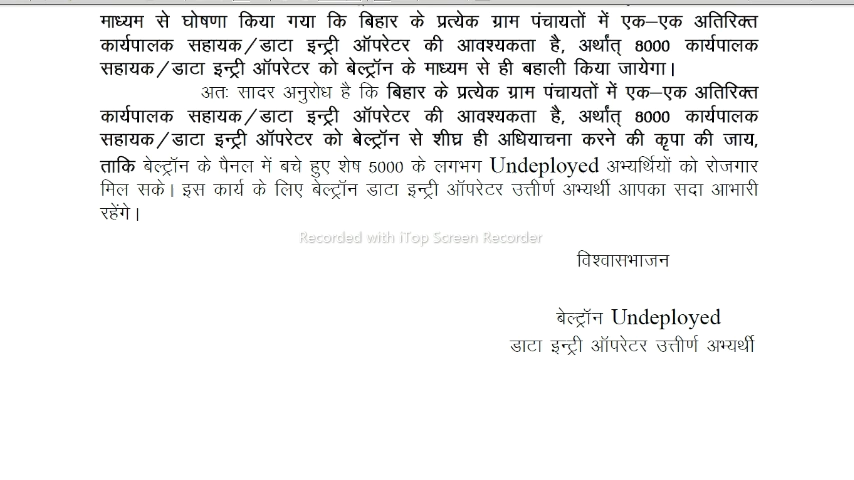 माध्यम से घोषणा किया गया कि बिहार के प्रत्येक ग्राम पंचायतों में एक–एक अतिरिक्त
कार्यपालक सहायक/डाटा इन्ट्री ऑपरेटर की आवश्यकता है, अर्थात् 8000 कार्यपालक
सहायक/डाटा इन्ट्री ऑपरेटर को बेल्ट्रॉन के माध्यम से ही बहाली किया जायेगा।
अतः सादर अनुरोध है कि बिहार के प्रत्येक ग्राम पंचायतों में एक–एक अतिरिक्त
कार्यपालक सहायक/डाटा इन्ट्री ऑपरेटर की आवश्यकता है, अर्थात् 8000 कार्यपालक
सहायक/डाटा इन्ट्री ऑपरेटर को बेल्ट्रॉन से शीघ्र ही अधियाचना करने की कृपा की जाय,
ताकि बेल्ट्रॉन के पैनल में बचे हुए शेष 5000 के लगभग Undeployed अभ्यर्थियों को रोजगार
मिल सके। इस कार्य के लिए बेल्ट्रॉन डाटा इन्ट्री ऑपरेटर उत्तीर्ण अभ्यर्थी आपका सदा आभारी
रहेंगे।
Recorded with iTop Screen Recorder
विश्वासभाजन
बेल्ट्रॉन Undeployed
डाटा इन्ट्री ऑपरेटर उत्तीर्ण अभ्यर्थी